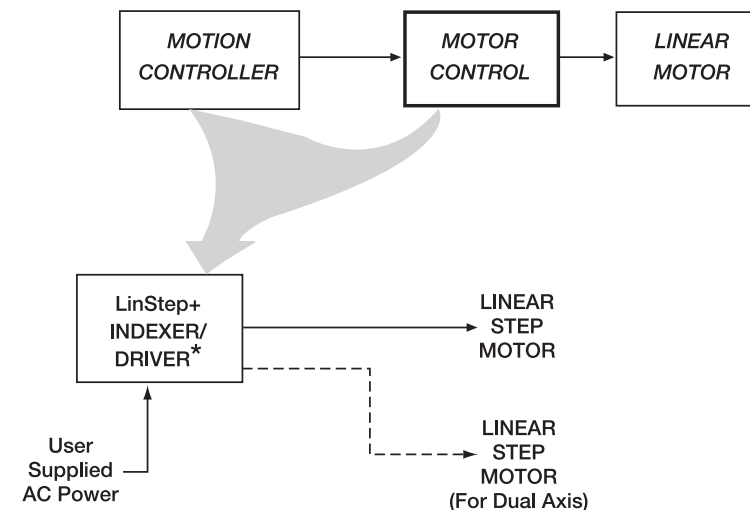 MOTION
CONTROLLER
MOTOR
CONTROL
LINEAR
MOTOR
LinStep+
INDEXER/
DRIVER*
LINEAR
STEP
MOTOR
User
Supplied
AC Power
LINEAR
STEP
MOTOR
(For Dual Axis)